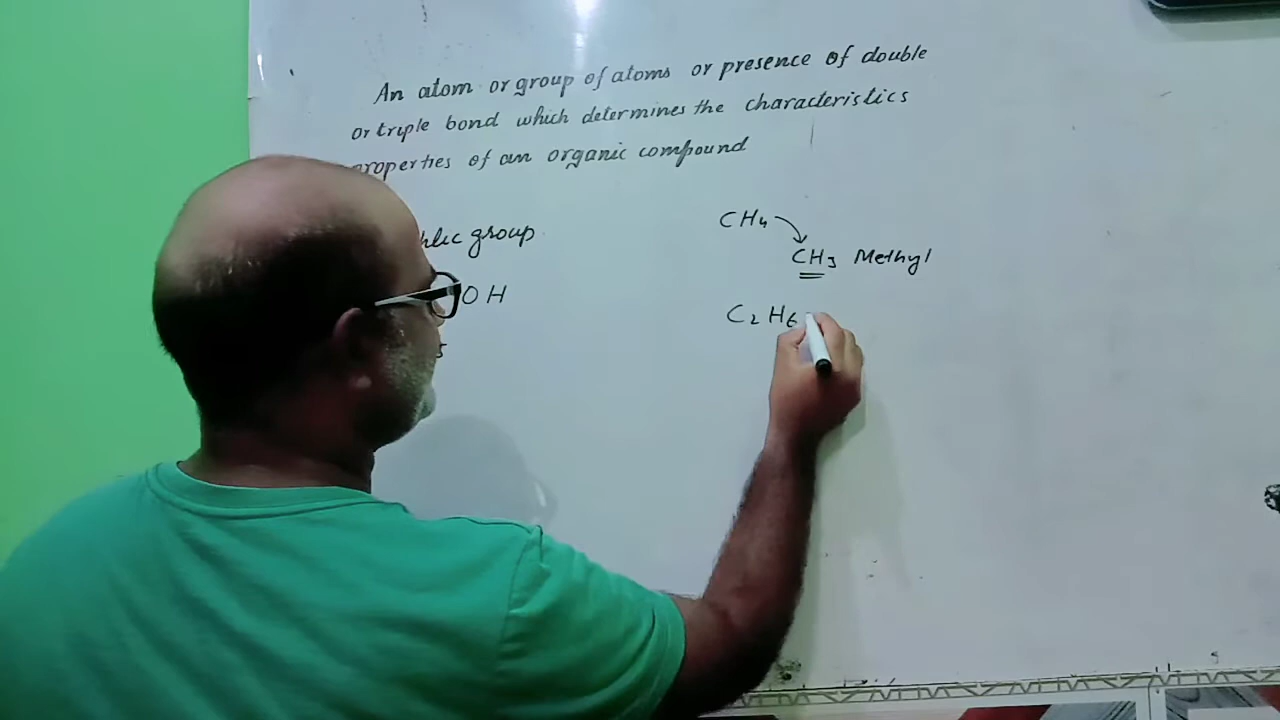 An atom or group of atoms or presence of double
or triple bond which determines the characteristics
properties of an organic compound
group
OH
CH4
CH3 Methyl
C2H6